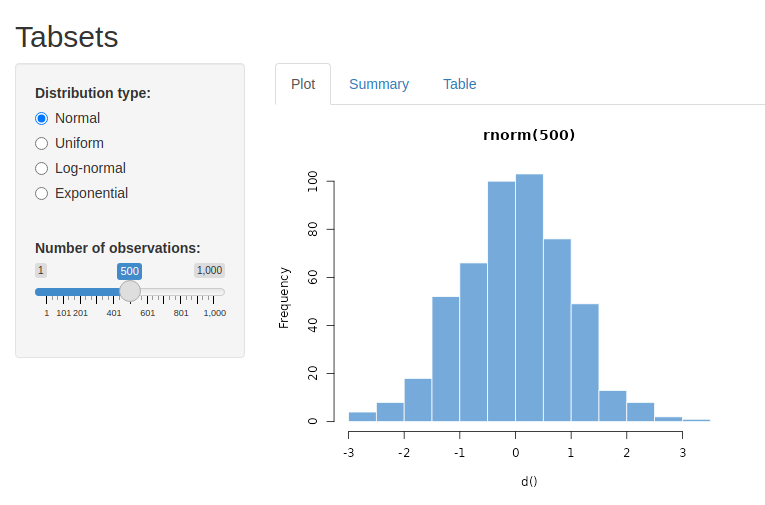 Tabsets
Distribution type:
Normal
Uniform
Log-normal
Exponential
Number of observations:
1 500 1,000
1 101 201 401 601 801 1,000
Plot Summary Table
rnorm(500)
Frequency
100
80
60
40
20
0
-3 -2 -1 0 1 2 3
d()